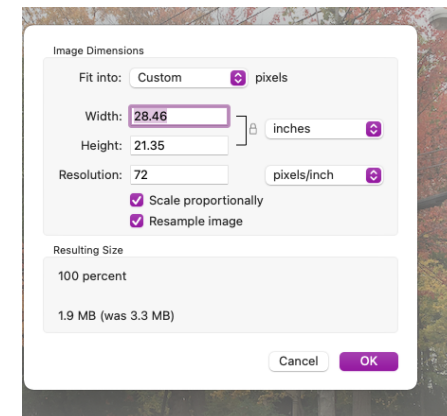 Image Dimensions
Fit into: Custom pixels
Width: 28.46
inches
Height: 21.35
Resolution: 72 pixels/inch
Scale proportionally
Resample image
Resulting Size
100 percent
1.9 MB (was 3.3 MB)
Cancel OK